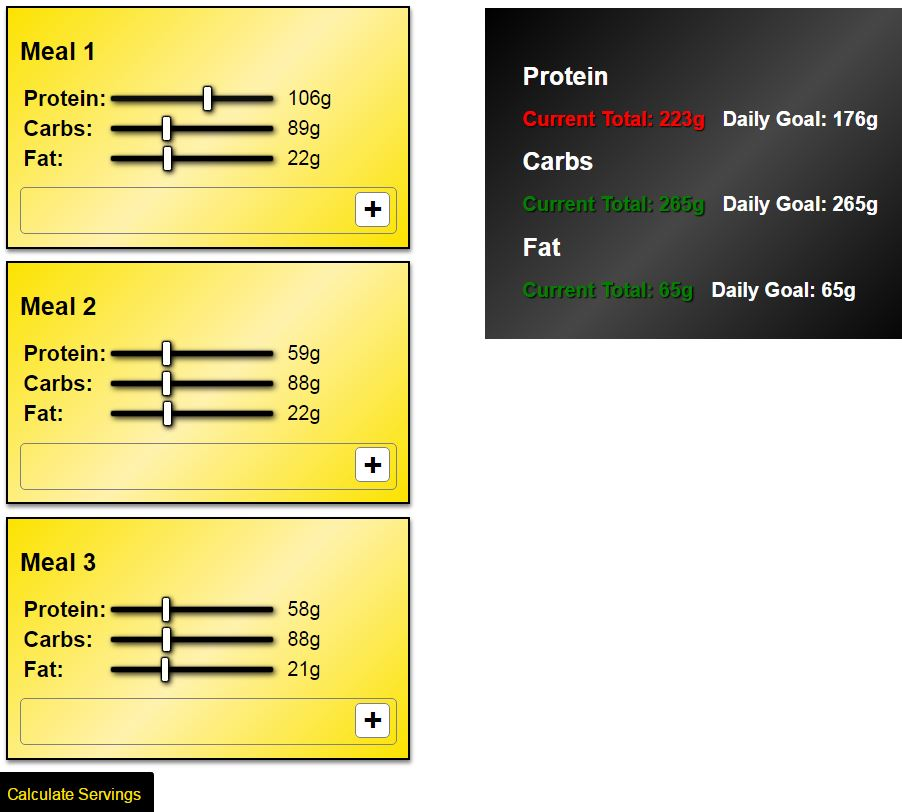 Meal 1
Protein: 106g
Carbs: 89g
Fat: 22g
+
Meal 2
Protein: 59g
Carbs: 88g
Fat: 22g
+
Meal 3
Protein: 58g
Carbs: 88g
Fat: 21g
+
Calculate Servings
Protein
Current Total: 223g Daily Goal: 176g
Carbs
Current Total: 265g Daily Goal: 265g
Fat
Current Total: 65g Daily Goal: 65g